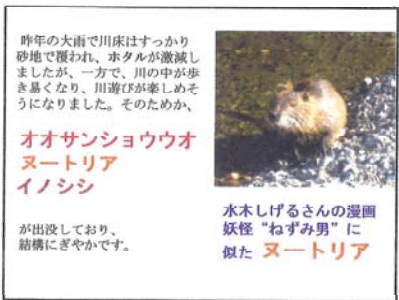 昨年の大雨で川床はすっかり
砂地で覆われ、ホタルが激減し
ましたが、一方で、川の中が歩
き易くなり、川遊びが楽しめそ
うになりました。そのためか、
オオサンショウウオ
ヌートリア
イノシシ
が出没しており、
結構にぎやかです。
水木しげるさんの漫画
妖怪“ねずみ男”に
似た ヌートリア